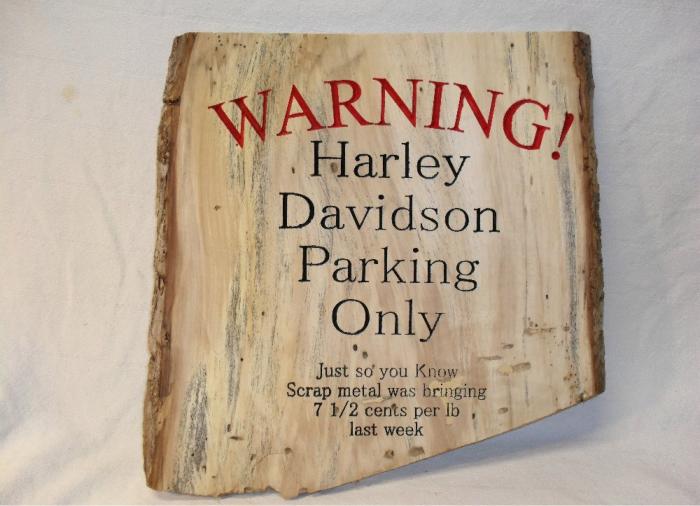 WARNING!
Harley
Davidson
Parking
Only
Just so you Know
Scrap metal was bringing
7 1/2 cents per lb
last week